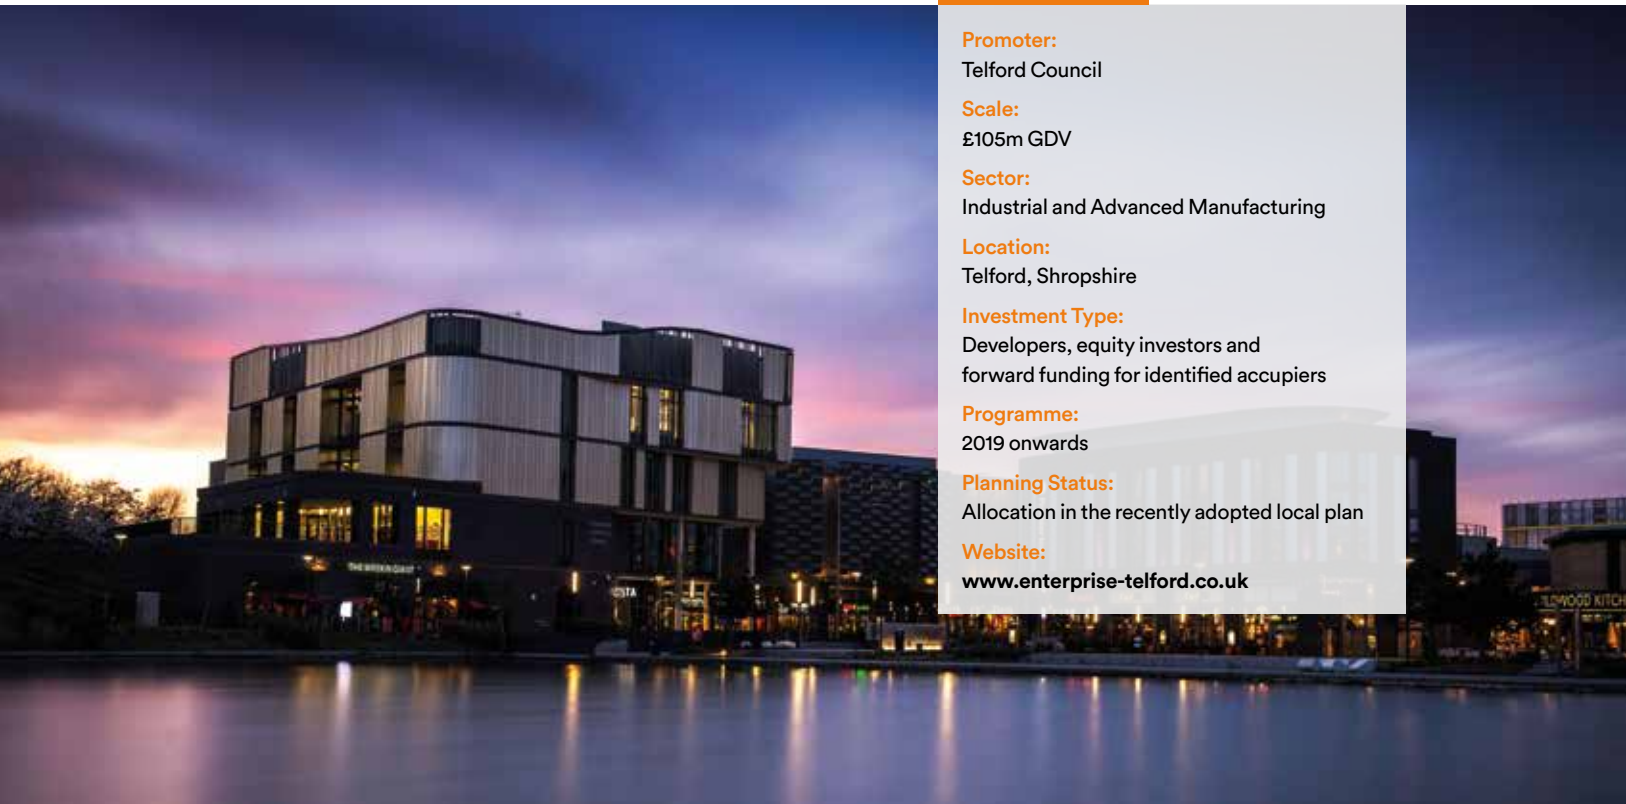 Promoter:
Telford Council
Scale:
£105m GDV
Sector:
Industrial and Advanced Manufacturing
Location:
Telford, Shropshire
Investment Type:
Developers, equity investors and
forward funding for identified accupiers
Programme:
2019 onwards
Planning Status:
Allocation in the recently adopted local plan
Website:
www.enterprise-telford.co.uk